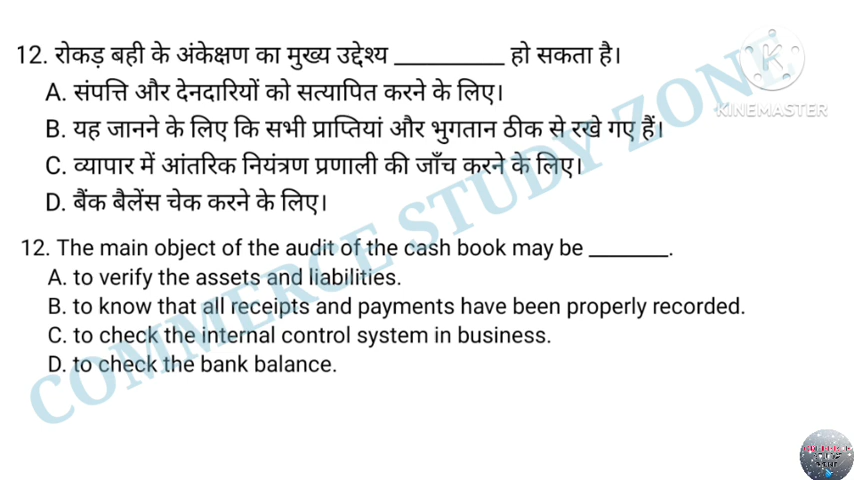 12. रोकड़ बही के अंकेक्षण का मुख्य उद्देश्य __________ हो सकता है।
A. संपत्ति और देनदारियों को सत्यापित करने के लिए।
B. यह जानने के लिए कि सभी प्राप्तियां और भुगतान ठीक से रखे गए हैं।
C. व्यापार में आंतरिक नियंत्रण प्रणाली की जाँच करने के लिए।
D. बैंक बैलेंस चेक करने के लिए।
12. The main object of the audit of the cash book may be _______.
A. to verify the assets and liabilities.
B. to know that all receipts and payments have been properly recorded.
C. to check the internal control system in business.
D. to check the bank balance.
COMMERCE STUDY ZONE
K
KINEMASTER